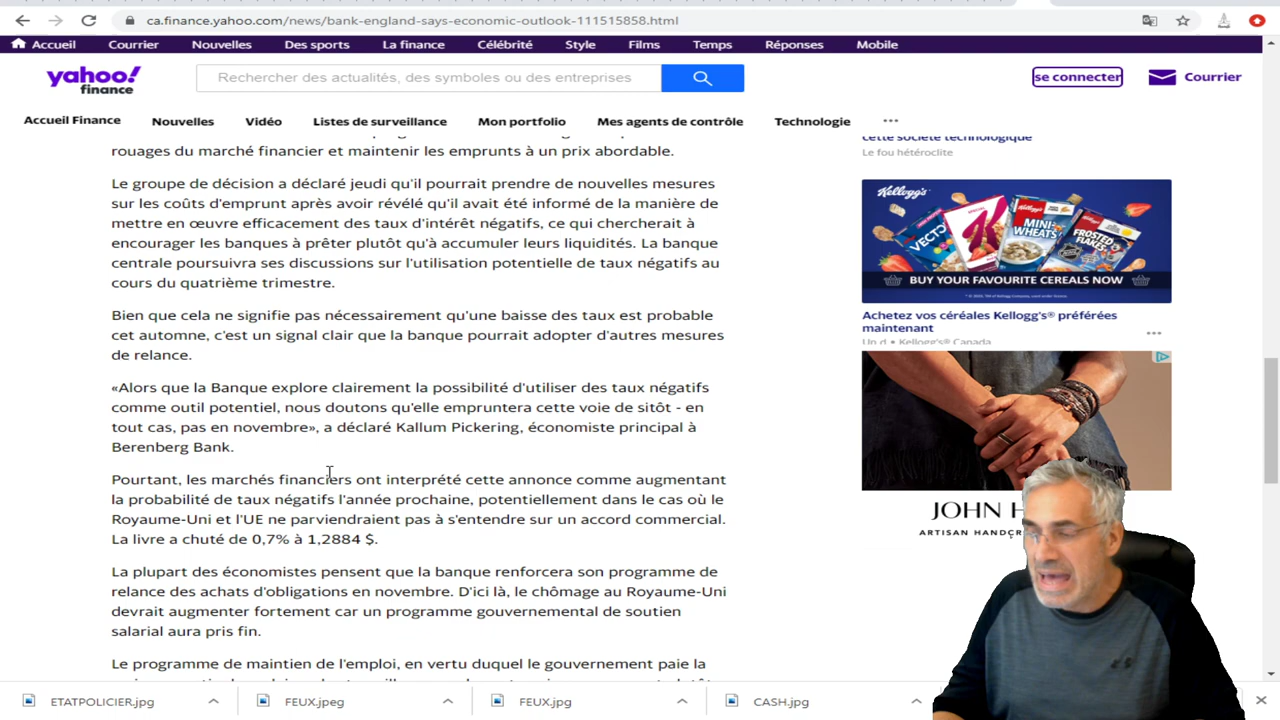 ca.finance.yahoo.com/news/bank-england-says-economic-outlook-111515858.html
Accueil Courrier Nouvelles Des sports La finance Célébrité Style Films Temps Réponses Mobile
yahoo!
finance
Rechercher des actualités, des symboles ou des entreprises
se connecter
Courrier
Accueil Finance Nouvelles Vidéo Listes de surveillance Mon portfolio Mes agents de contrôle Technologie ...
rouages du marché financier et maintenir les emprunts à un prix abordable.
Le groupe de décision a déclaré jeudi qu'il pourrait prendre de nouvelles mesures
sur les coûts d'emprunt après avoir révélé qu'il avait été informé de la manière de
mettre en œuvre efficacement des taux d'intérêt négatifs, ce qui chercherait à
encourager les banques à prêter plutôt qu'à accumuler leurs liquidités. La banque
centrale poursuivra ses discussions sur l'utilisation potentielle de taux négatifs au
cours du quatrième trimestre.
Bien que cela ne signifie pas nécessairement qu'une baisse des taux est probable
cet automne, c'est un signal clair que la banque pourrait adopter d'autres mesures
de relance.
«Alors que la Banque explore clairement la possibilité d'utiliser des taux négatifs
comme outil potentiel, nous doutons qu'elle empruntera cette voie de sitôt - en
tout cas, pas en novembre», a déclaré Kallum Pickering, économiste principal à
Berenberg Bank.
Pourtant, les marchés financiers ont interprété cette annonce comme augmentant
la probabilité de taux négatifs l'année prochaine, potentiellement dans le cas où le
Royaume-Uni et l'UE ne parviendraient pas à s'entendre sur un accord commercial.
La livre a chuté de 0,7% à 1,2884 $.
La plupart des économistes pensent que la banque renforcera son programme de
relance des achats d'obligations en novembre. D'ici là, le chômage au Royaume-Uni
devrait augmenter fortement car un programme gouvernemental de soutien
salarial aura pris fin.
Le programme de maintien de l'emploi, en vertu duquel le gouvernement paie la
cette société technologique
Le fou hétéroclite
Kellogg's
VECTOR
K
MINI-
WHEATS
FROSTED
FLAKES
BUY YOUR FAVOURITE CEREALS NOW
Achetez vos céréales Kellogg's® préférées
maintenant
Un d • Kellogg's® Canada
JOHN H
ARTISAN HANDCR
ETATPOLICIER.jpg
FEUX.jpeg
FEUX.jpg
CASH.jpg